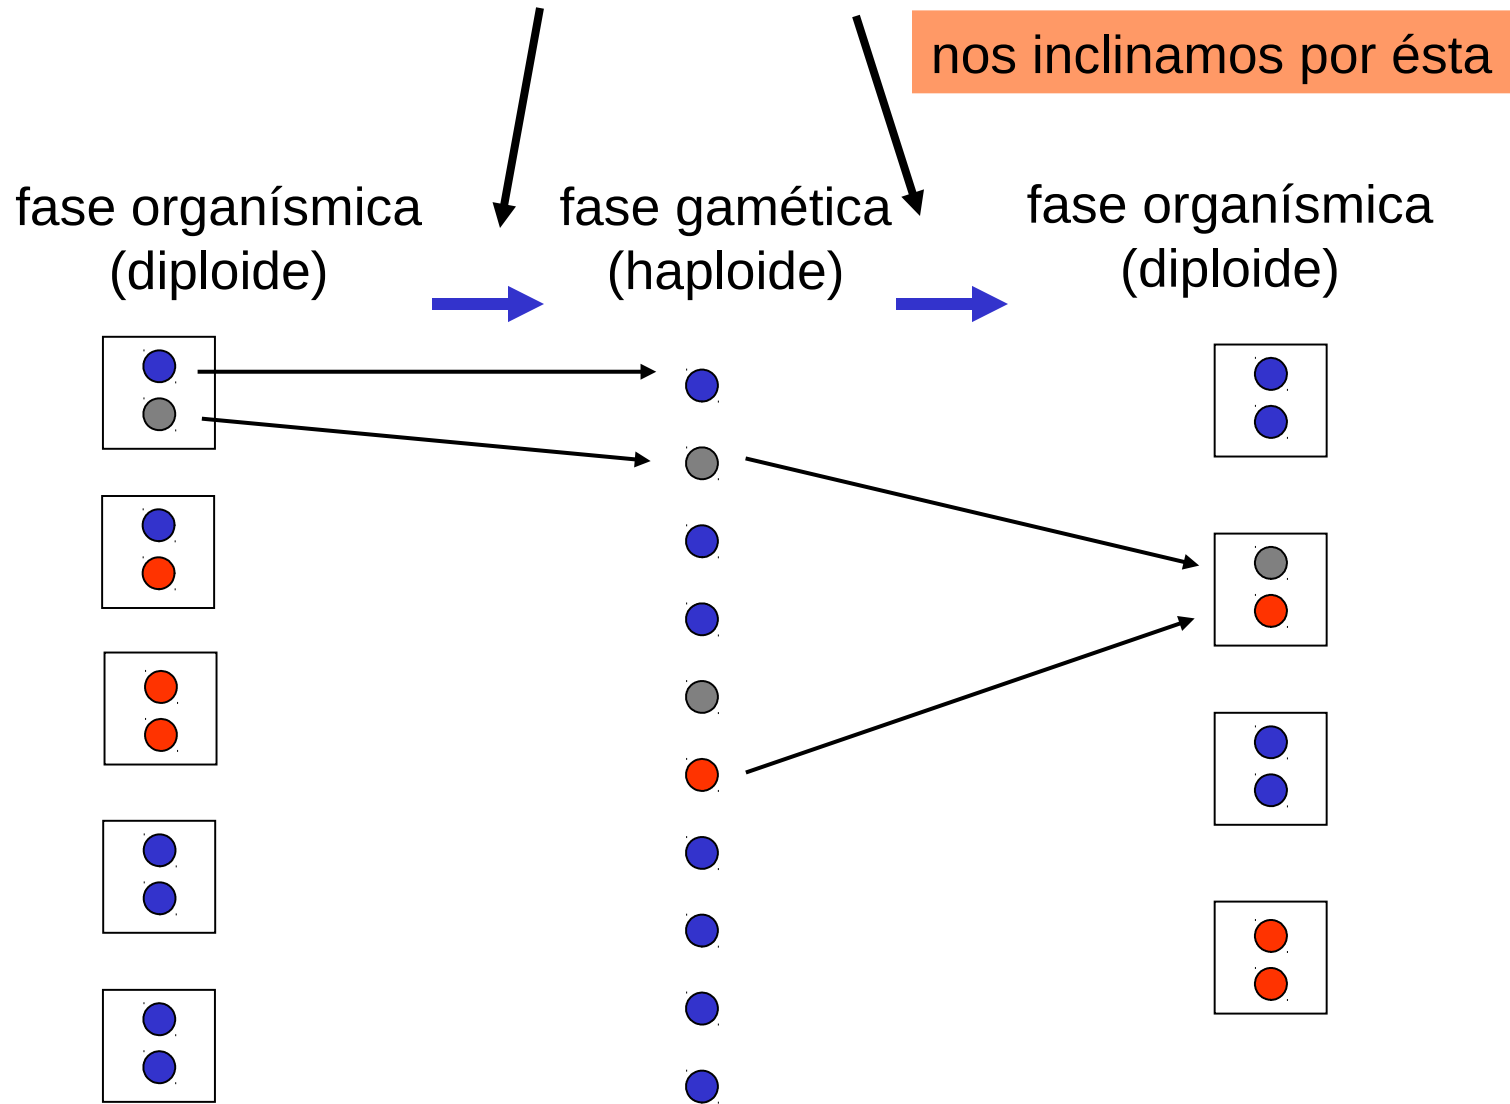 nos inclinamos por ésta
fase organísmica
(diploide)
fase gamética
(haploide)
fase organísmica
(diploide)